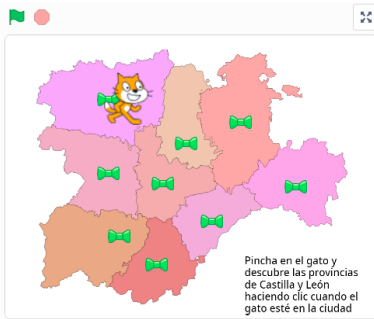 Pincha en el gato y
descubre las provincias
de Castilla y León
haciendo clic cuando el
gato esté en la ciudad